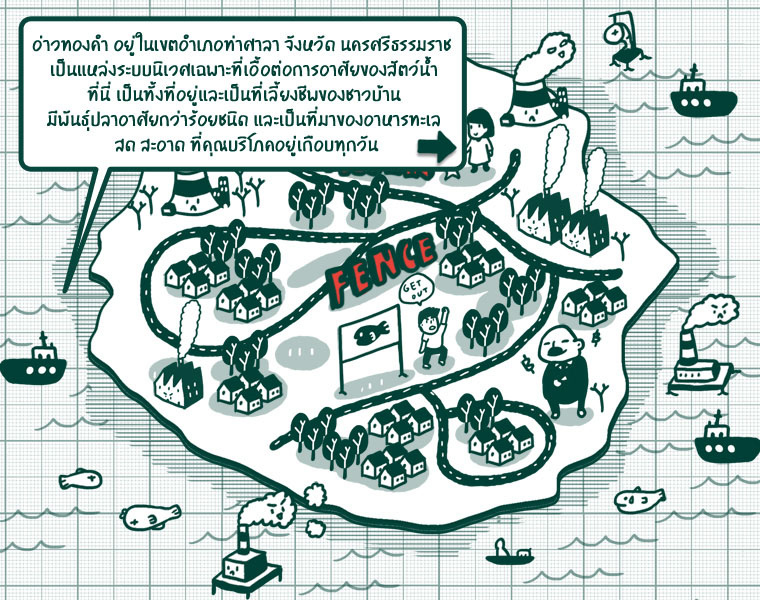 อ่าวทองคำ อยู่ในเขตอำเภอท่าศาลา จังหวัด นครศรีธรรมราช
เป็นแหล่งระบบนิเวศเฉพาะที่เอื้อต่อการอาศัยของสัตว์น้ำ
ที่นี่ เป็นทั้งที่อยู่และเป็นที่เลี้ยงชีพของชาวบ้าน
มีพันธุ์ปลาอาศัยกว่าร้อยชนิด และเป็นที่มาของอาหารทะเล
สด สะอาด ที่คุณบริโภคอยู่เกือบทุกวัน
FENCE
GET
OUT
$
$